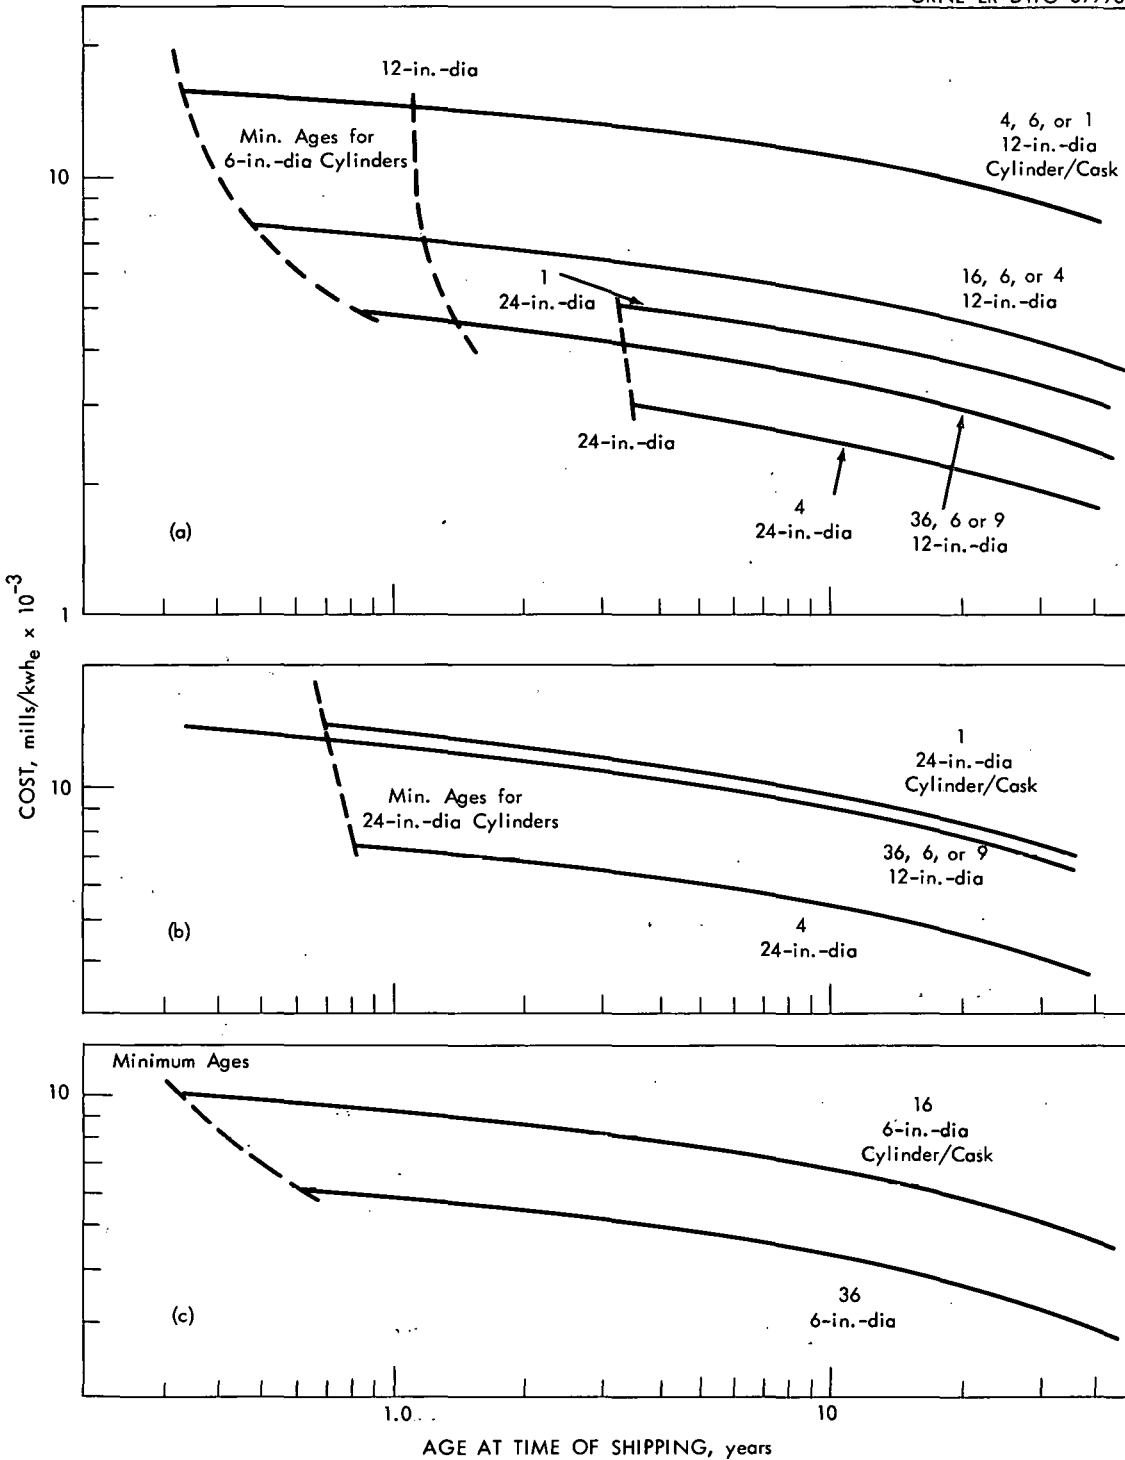 12-in.-dia
Min. Ages for
6-in.-dia Cylinders
4, 6, or 1
12-in.-dia
Cylinder/Cask
10
1
24-in.-dia
16, 6, or 4
12-in.-dia
24-in.-dia
4
24-in.-dia
36, 6 or 9
12-in.-dia
(a)
1
COST, mills/kwhe × 10⁻³
1
24-in.-dia
Cylinder/Cask
10
Min. Ages for
24-in.-dia Cylinders
36, 6, or 9
12-in.-dia
4
24-in.-dia
(b)
Minimum Ages
10
16
6-in.-dia
Cylinder/Cask
36
6-in.-dia
(c)
1.0
10
AGE AT TIME OF SHIPPING, years